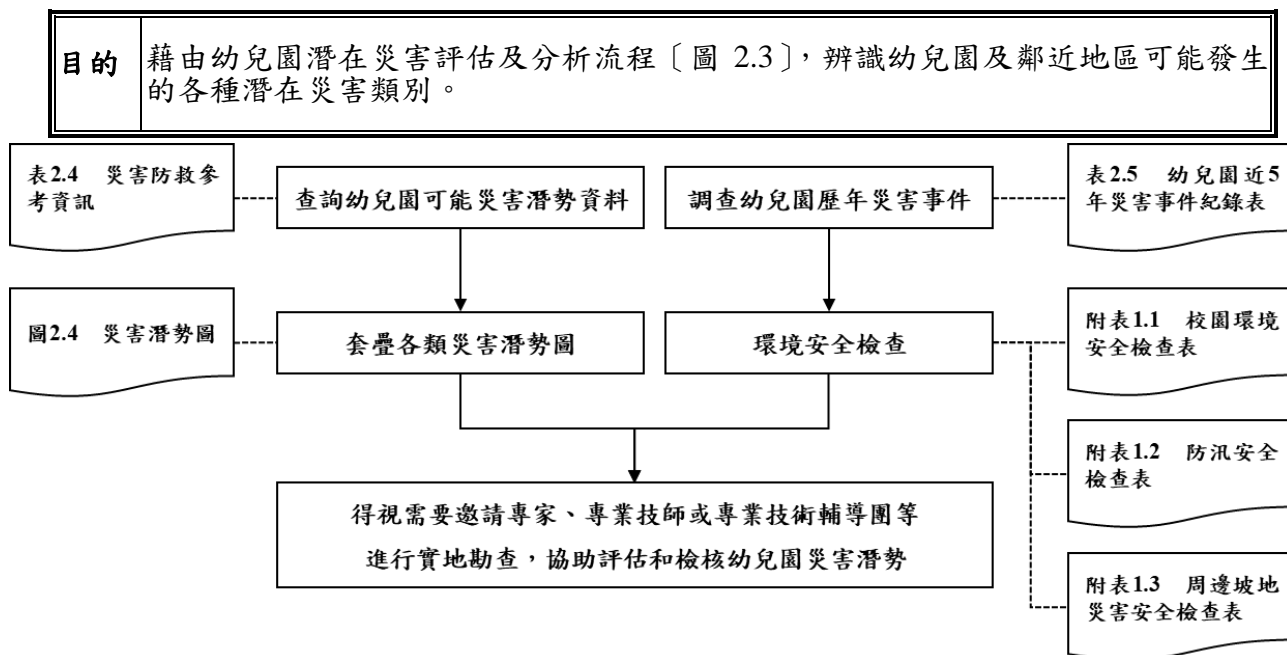 目的
藉由幼兒園潛在災害評估及分析流程〔圖 2.3〕，辨識幼兒園及鄰近地區可能發生
的各種潛在災害類別。
表2.4 災害防救參
考資訊
查詢幼兒園可能災害潛勢資料
調查幼兒園歷年災害事件
表2.5 幼兒園近5
年災害事件紀錄表
圖2.4 災害潛勢圖
套疊各類災害潛勢圖
環境安全檢查
附表1.1 校園環境
安全檢查表
附表1.2 防汛安全
檢查表
得視需要邀請專家、專業技師或專業技術輔導團等
進行實地勘查，協助評估和檢核幼兒園災害潛勢
附表1.3 周邊坡地
災害安全檢查表